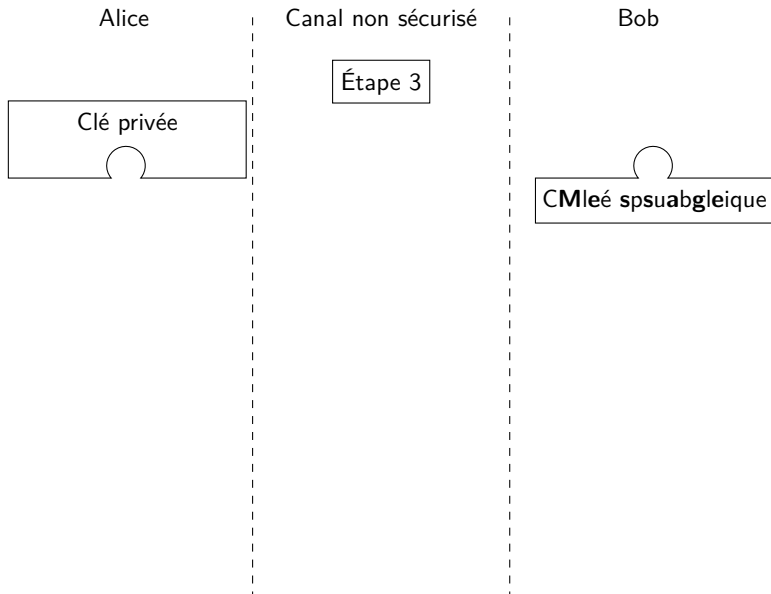 Alice Canal non sécurisé Bob
Étape 3
Clé privée
CMleé spsuabgleique